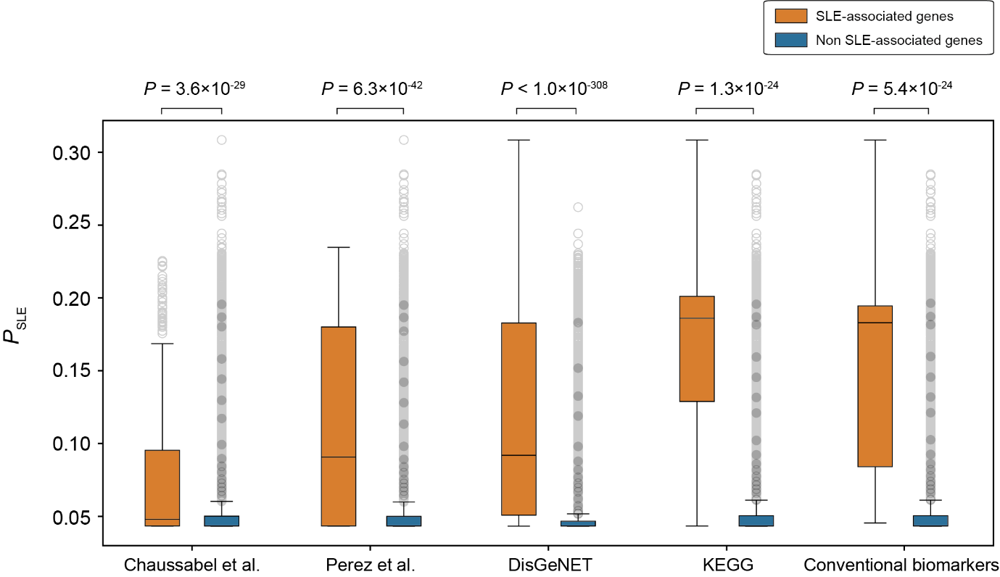 SLE-associated genes
Non SLE-associated genes
P = 3.6×10-29 P = 6.3×10-42 P < 1.0×10-308 P = 1.3×10-24 P = 5.4×10-24
0.30
0.25
0.20
0.15
0.10
0.05
PSLE
Chaussabel et al. Perez et al. DisGeNET KEGG Conventional biomarkers